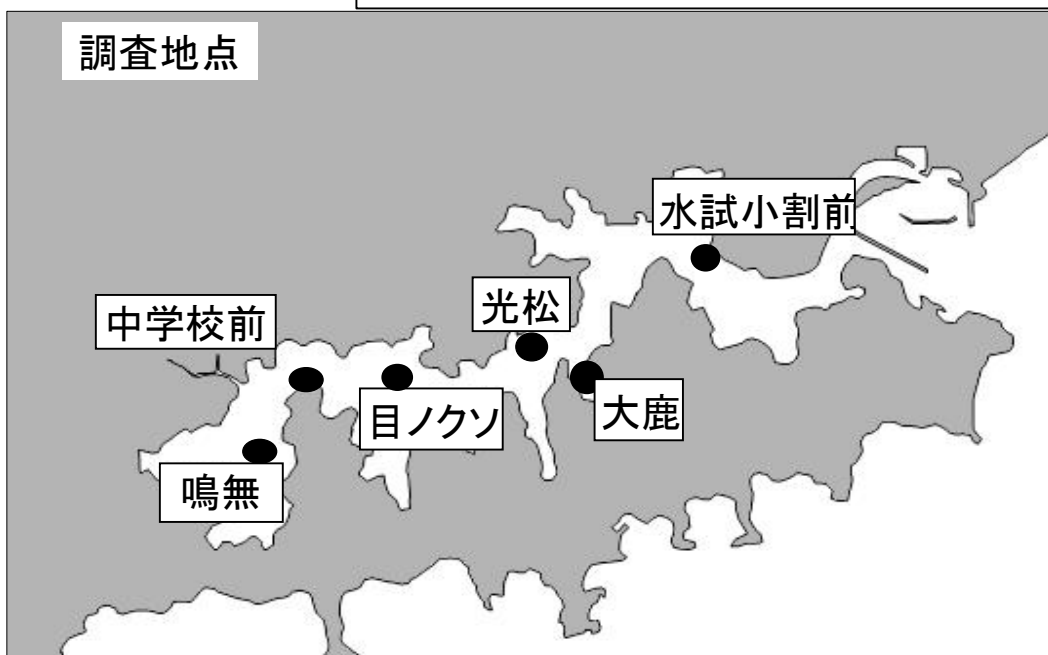 調査地点
水試小割前
光松
中学校前
目ノクソ
大鹿
鳴無